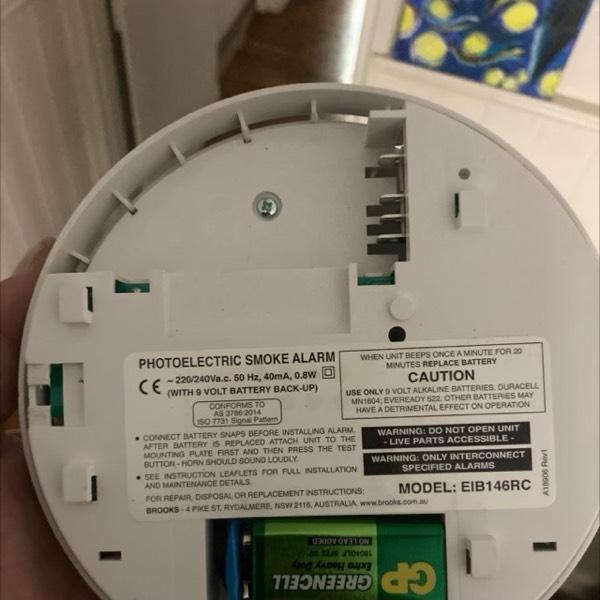 PHOTOELECTRIC SMOKE ALARM
CE ~ 220/240Va.c. 50 Hz, 40mA, 0.8W
(WITH 9 VOLT BATTERY BACK-UP)
CONFORMS TO
AS 3786:2014
ISO 7731 Signal Pattern
• CONNECT BATTERY SNAPS BEFORE INSTALLING ALARM.
AFTER BATTERY IS REPLACED ATTACH UNIT TO THE
MOUNTING PLATE FIRST AND THEN PRESS THE TEST
BUTTON - HORN SHOULD SOUND LOUDLY.
• SEE INSTRUCTION LEAFLETS FOR FULL INSTALLATION
AND MAINTENANCE DETAILS.
FOR REPAIR, DISPOSAL OR REPLACEMENT INSTRUCTIONS:
BROOKS - 4 PIKE ST, RYDALMERE, NSW 2116, AUSTRALIA. www.brooks.com.au
WHEN UNIT BEEPS ONCE A MINUTE FOR 20
MINUTES REPLACE BATTERY
CAUTION
USE ONLY 9 VOLT ALKALINE BATTERIES. DURACELL
MN1604; EVEREADY 522. OTHER BATTERIES MAY
HAVE A DETRIMENTAL EFFECT ON OPERATION
WARNING: DO NOT OPEN UNIT
- LIVE PARTS ACCESSIBLE -
WARNING: ONLY INTERCONNECT
SPECIFIED ALARMS
MODEL: EIB146RC
A18906 Rev1
GP
GREENCELL
Extra Heavy Duty
1604GLF 6F22 9V
NO LEAD ADDED